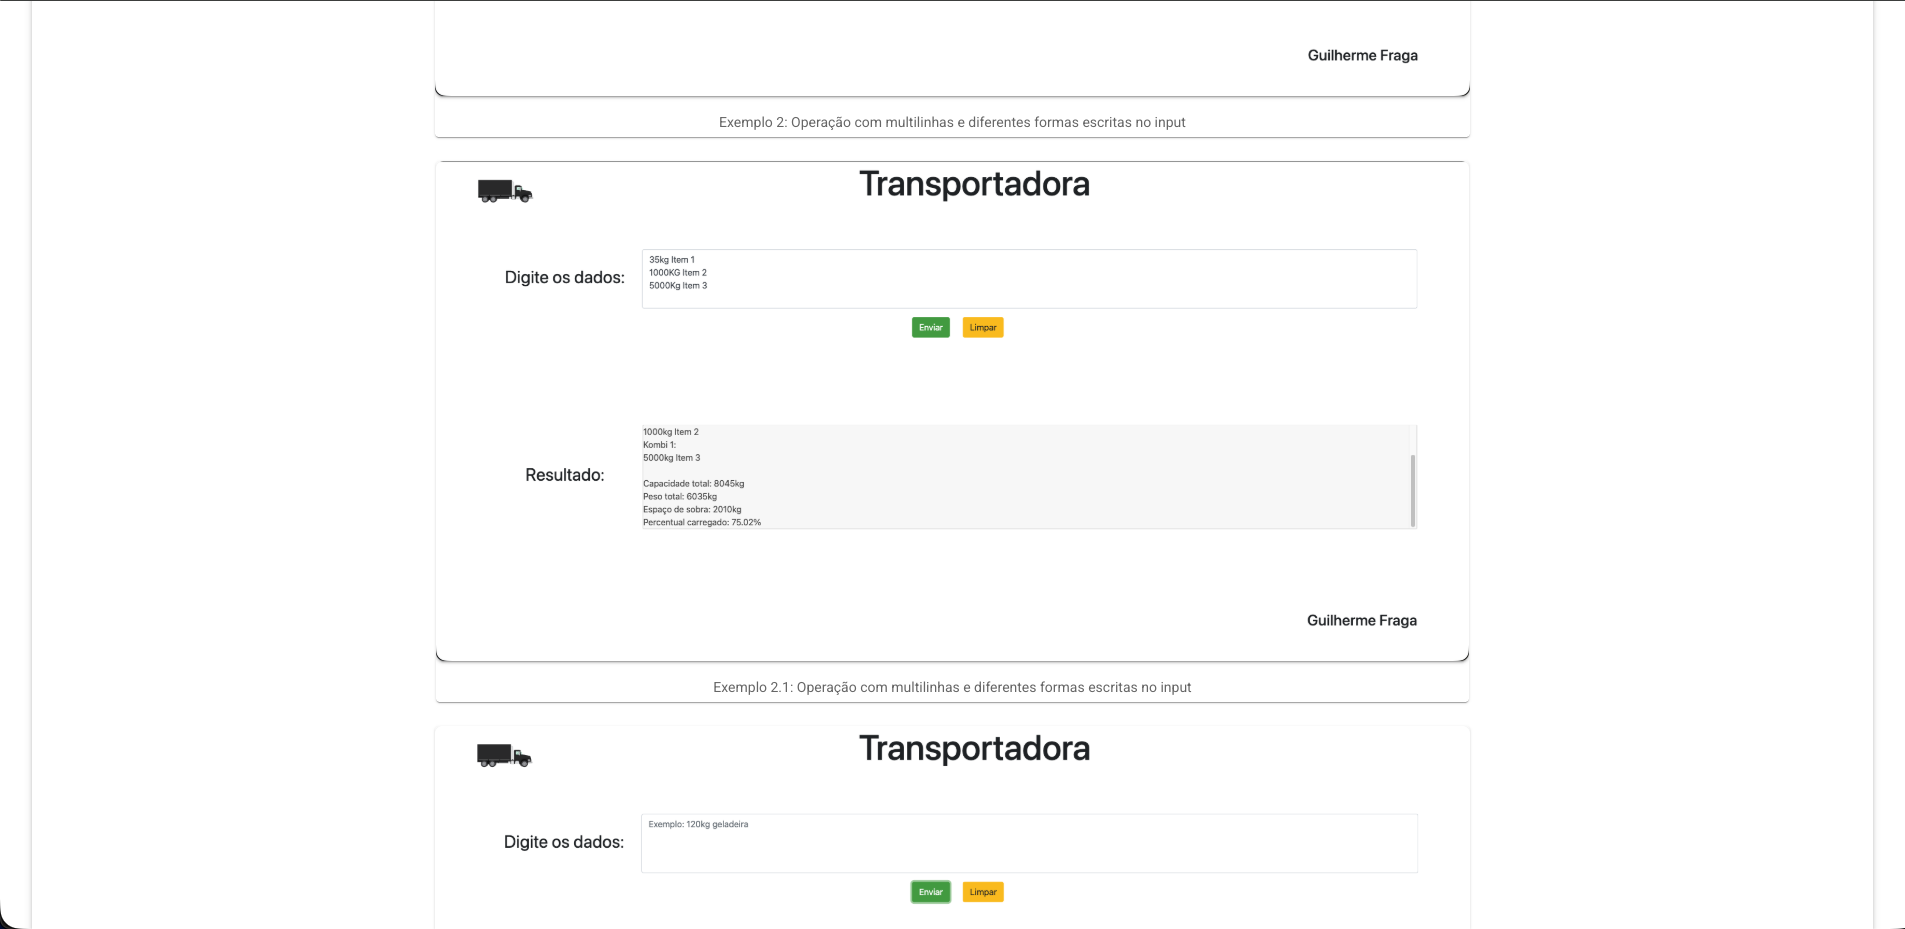 Guilherme Fraga
Exemplo 2: Operação com multilinhas e diferentes formas escritas no input
Transportadora
Digite os dados:
35kg Item 1
1000KG Item 2
5000Kg Item 3
Enviar Limpar
Resultado:
1000kg Item 2
Kombi 1:
5000kg Item 3
Capacidade total: 8045kg
Peso total: 6035kg
Espaço de sobra: 2010kg
Percentual carregado: 75.02%
Guilherme Fraga
Exemplo 2.1: Operação com multilinhas e diferentes formas escritas no input
Transportadora
Digite os dados:
Exemplo: 120kg geladeira
Enviar Limpar